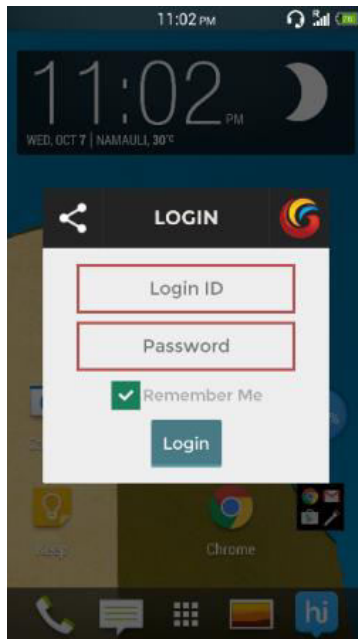 11:02 PM
11:02 PM
WED, OCT 7 | NAMAULI, 30°C
LOGIN
Login ID
Password
Remember Me
Login
Keep
Chrome
hi